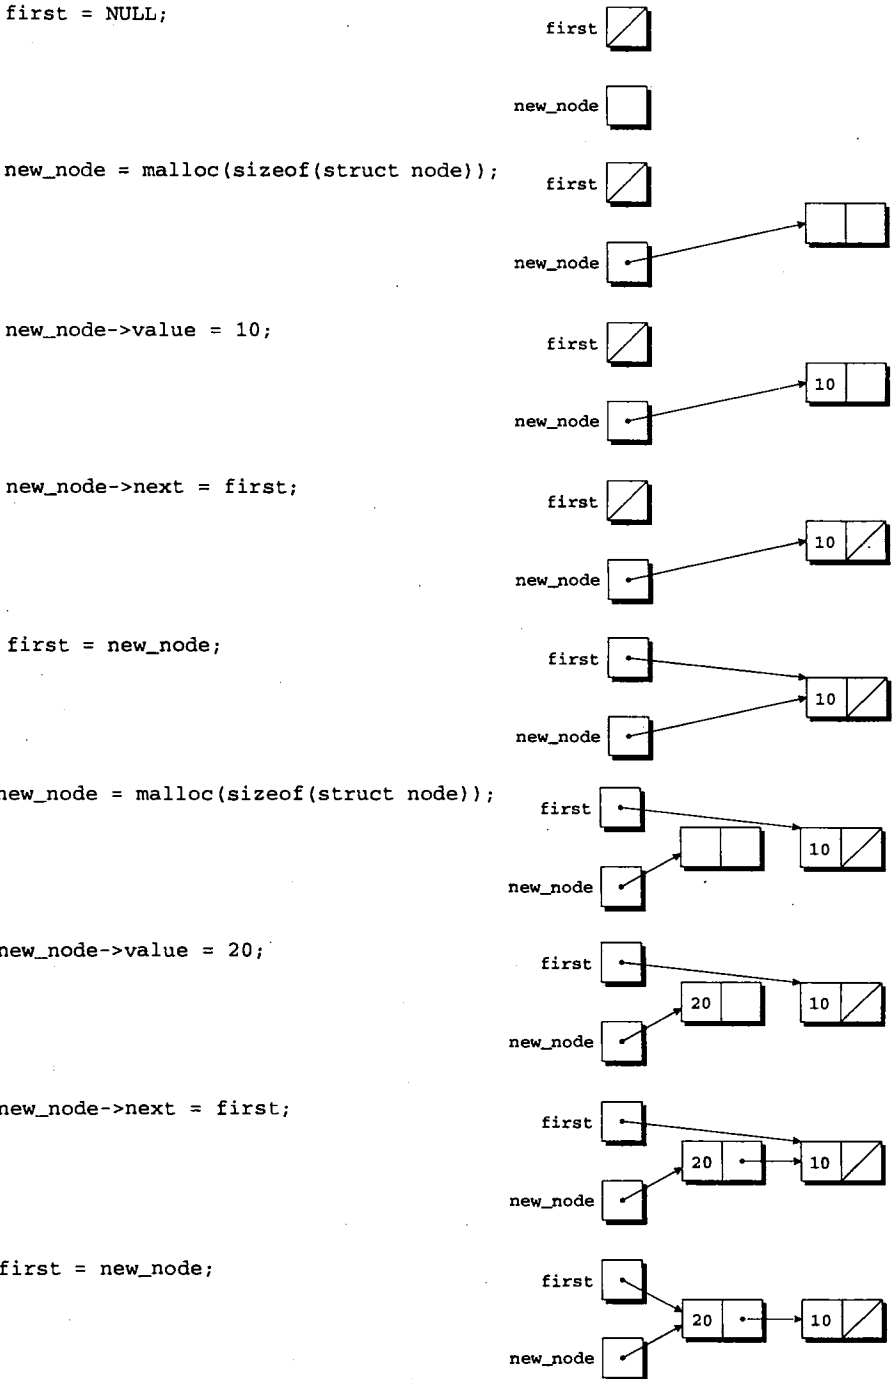 first = NULL;
first
new_node
new_node = malloc(sizeof(struct node));
first
new_node
new_node->value = 10;
first
10
new_node
new_node->next = first;
first
10
new_node
first = new_node;
first
10
new_node
new_node = malloc(sizeof(struct node));
first
10
new_node
new_node->value = 20;
first
20 10
new_node
new_node->next = first;
first
20 10
new_node
first = new_node;
first
20 10
new_node